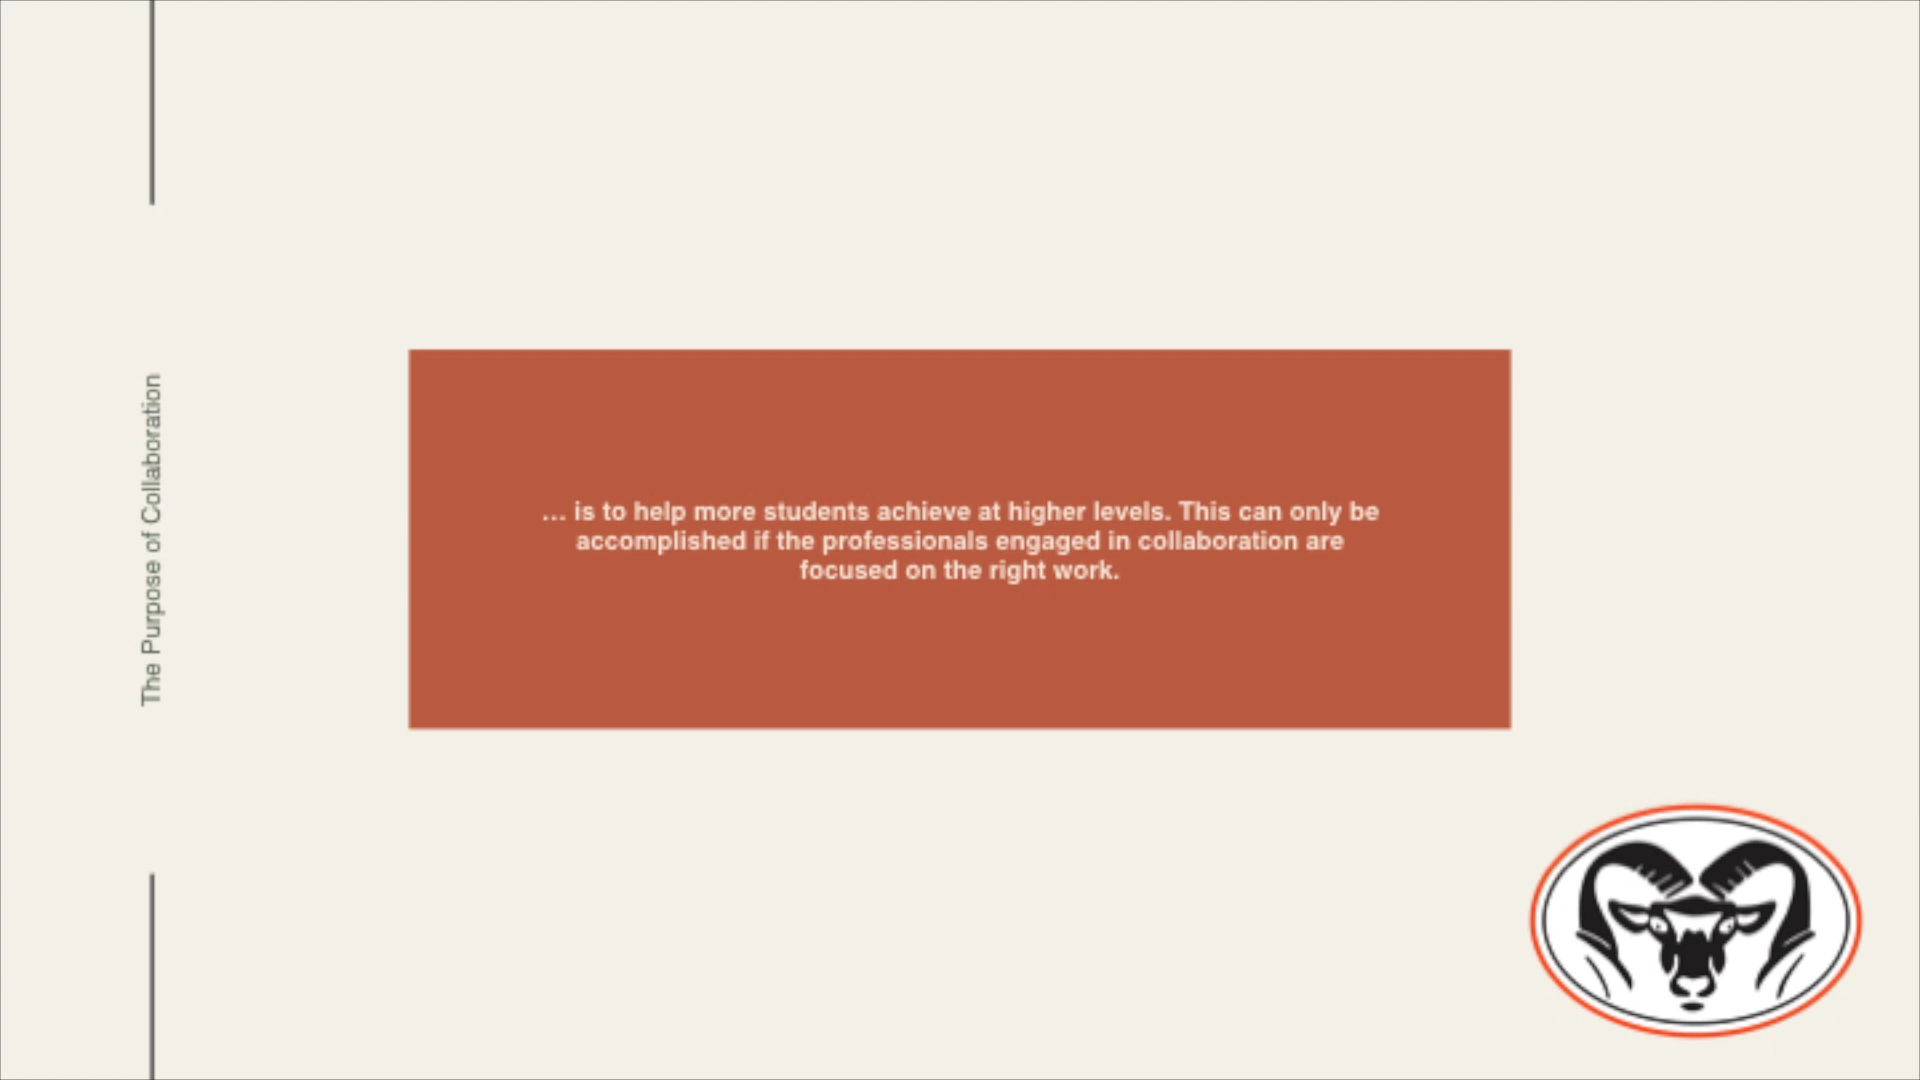 The Purpose of Collaboration
... is to help more students achieve at higher levels. This can only be
accomplished if the professionals engaged in collaboration are
focused on the right work.